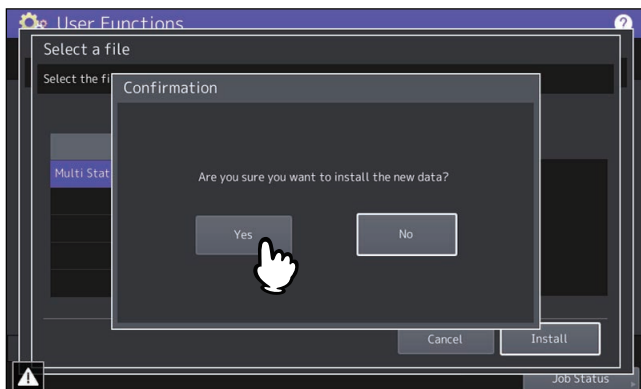 User Functions
?
Select a file
Select the fi
Confirmation
Multi Stat
Are you sure you want to install the new data?
Yes No
Cancel Install
Job Status